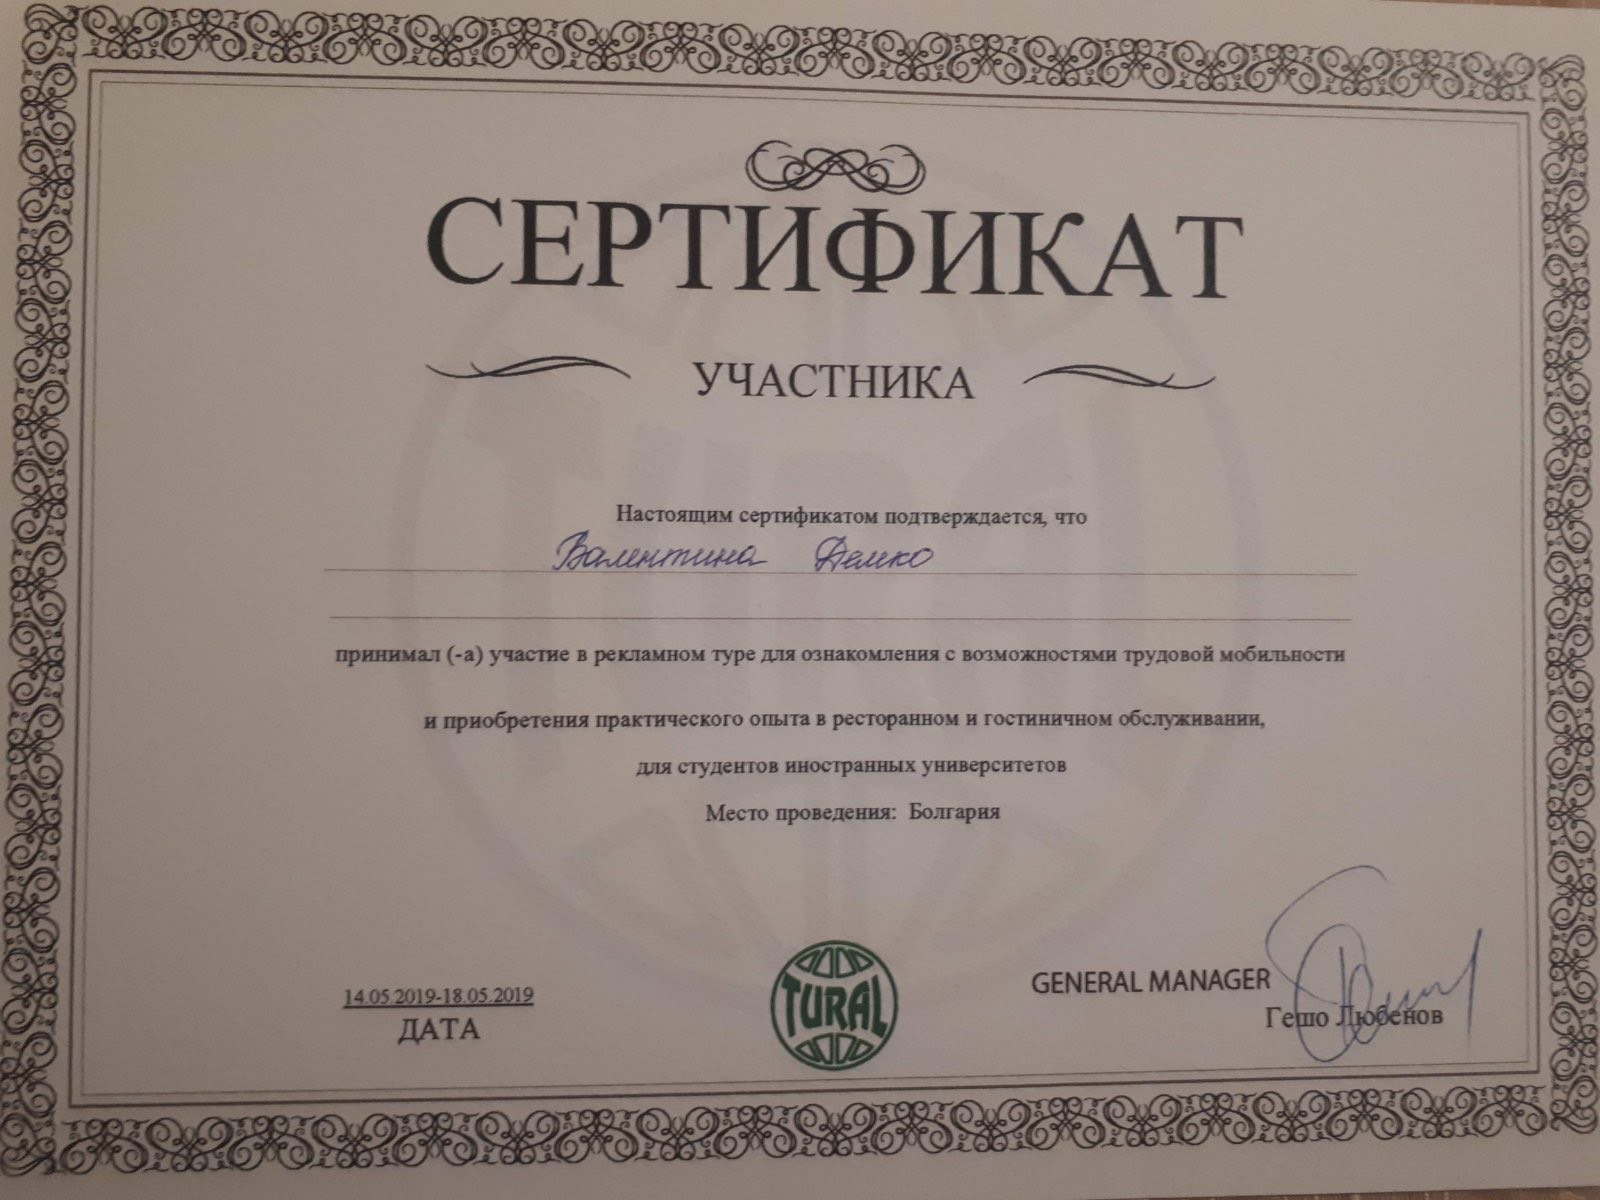 СЕРТИФИКАТ
УЧАСТНИКА
Настоящим сертификатом подтверждается, что
Валентина Демко
принимал (-а) участие в рекламном туре для ознакомления с возможностями трудовой мобильности
и приобретения практического опыта в ресторанном и гостиничном обслуживании,
для студентов иностранных университетов
Место проведения: Болгария
14.05.2019-18.05.2019
ДАТА
TURAL
GENERAL MANAGER
Гешо Любенов